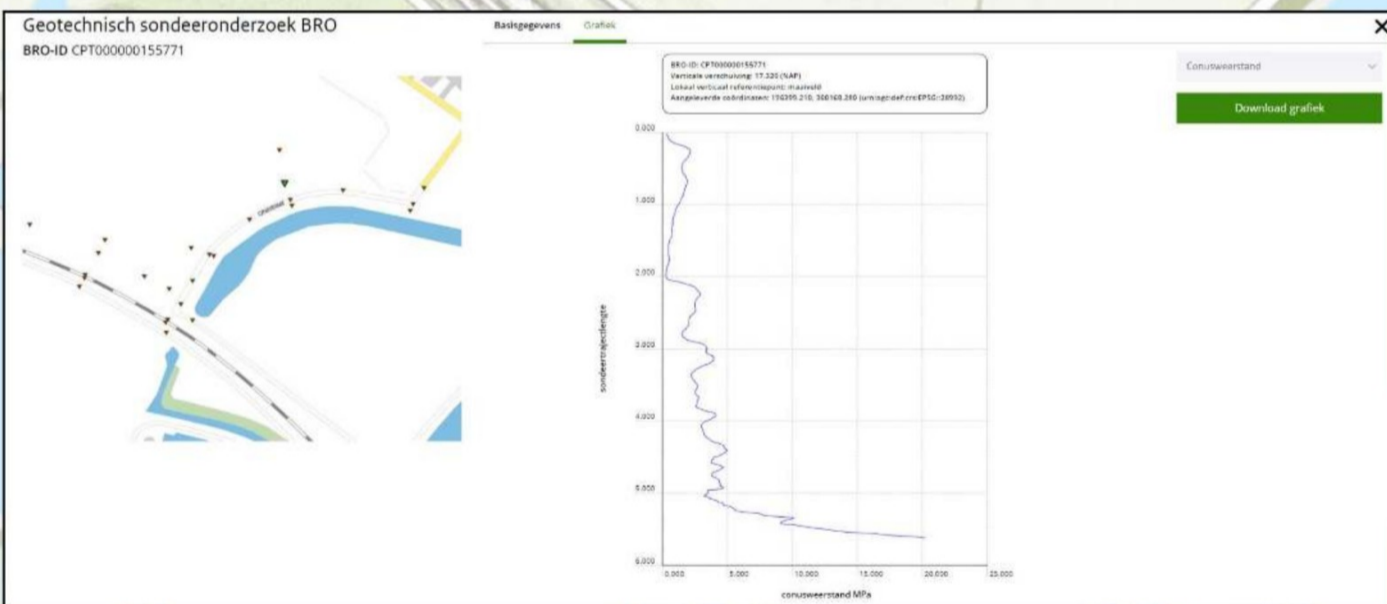 Geotechnisch sondeeronderzoek BRO
BRO-ID CPT000000155771
Basisgegevens Grafiek
BRO-ID: CPT000000155771
Verticale verschuiving: 17.320 (NAP)
Lokaal verticaal referentiepunt: maaiveld
Aangeleverde coördinaten:
Conusweerstand
Download grafiek
0.000
1.000
2.000
3.000
4.000
5.000
6.000
sondeertrajectlengte
0.000 5.000 10.000 15.000 20.000 25.000
conusweerstand MPa